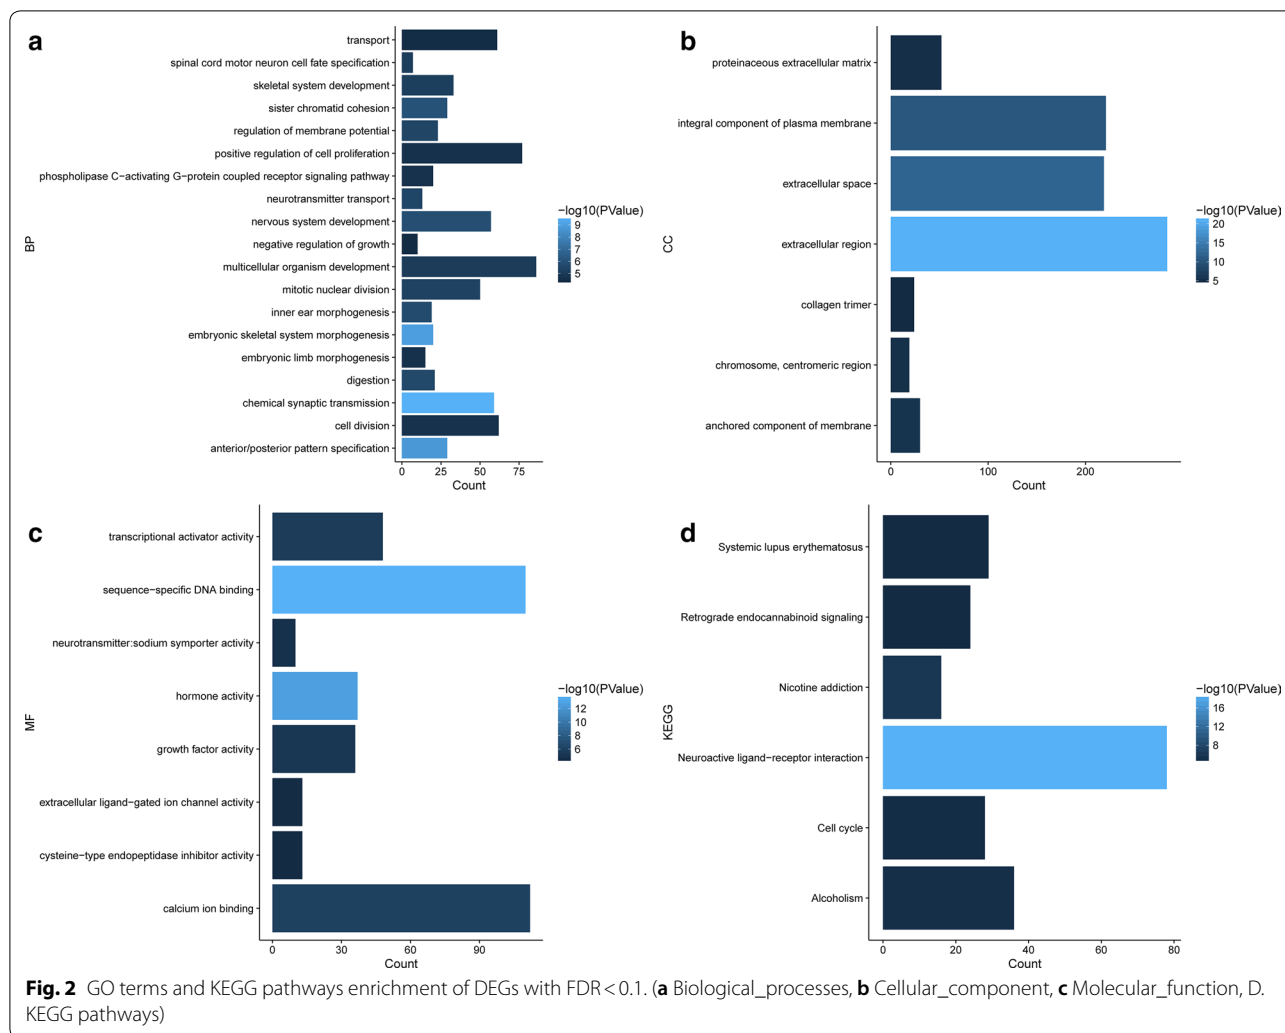 a
transport
spinal cord motor neuron cell fate specification
skeletal system development
sister chromatid cohesion
regulation of membrane potential
positive regulation of cell proliferation
phospholipase C−activating G−protein coupled receptor signaling pathway
neurotransmitter transport
nervous system development
negative regulation of growth
multicellular organism development
mitotic nuclear division
inner ear morphogenesis
embryonic skeletal system morphogenesis
embryonic limb morphogenesis
digestion
chemical synaptic transmission
cell division
anterior/posterior pattern specification
BP
0 25 50 75
Count
−log10(PValue)
9
8
7
6
5
b
proteinaceous extracellular matrix
integral component of plasma membrane
extracellular space
extracellular region
collagen trimer
chromosome, centromeric region
anchored component of membrane
CC
0 100 200
Count
−log10(PValue)
20
15
10
5
c
transcriptional activator activity
sequence−specific DNA binding
neurotransmitter:sodium symporter activity
hormone activity
growth factor activity
extracellular ligand−gated ion channel activity
cysteine−type endopeptidase inhibitor activity
calcium ion binding
MF
0 30 60 90
Count
−log10(PValue)
12
10
8
6
d
Systemic lupus erythematosus
Retrograde endocannabinoid signaling
Nicotine addiction
Neuroactive ligand−receptor interaction
Cell cycle
Alcoholism
KEGG
0 20 40 60 80
Count
−log10(PValue)
16
12
8
Fig. 2 GO terms and KEGG pathways enrichment of DEGs with FDR < 0.1. (a Biological_processes, b Cellular_component, c Molecular_function, D.
KEGG pathways)